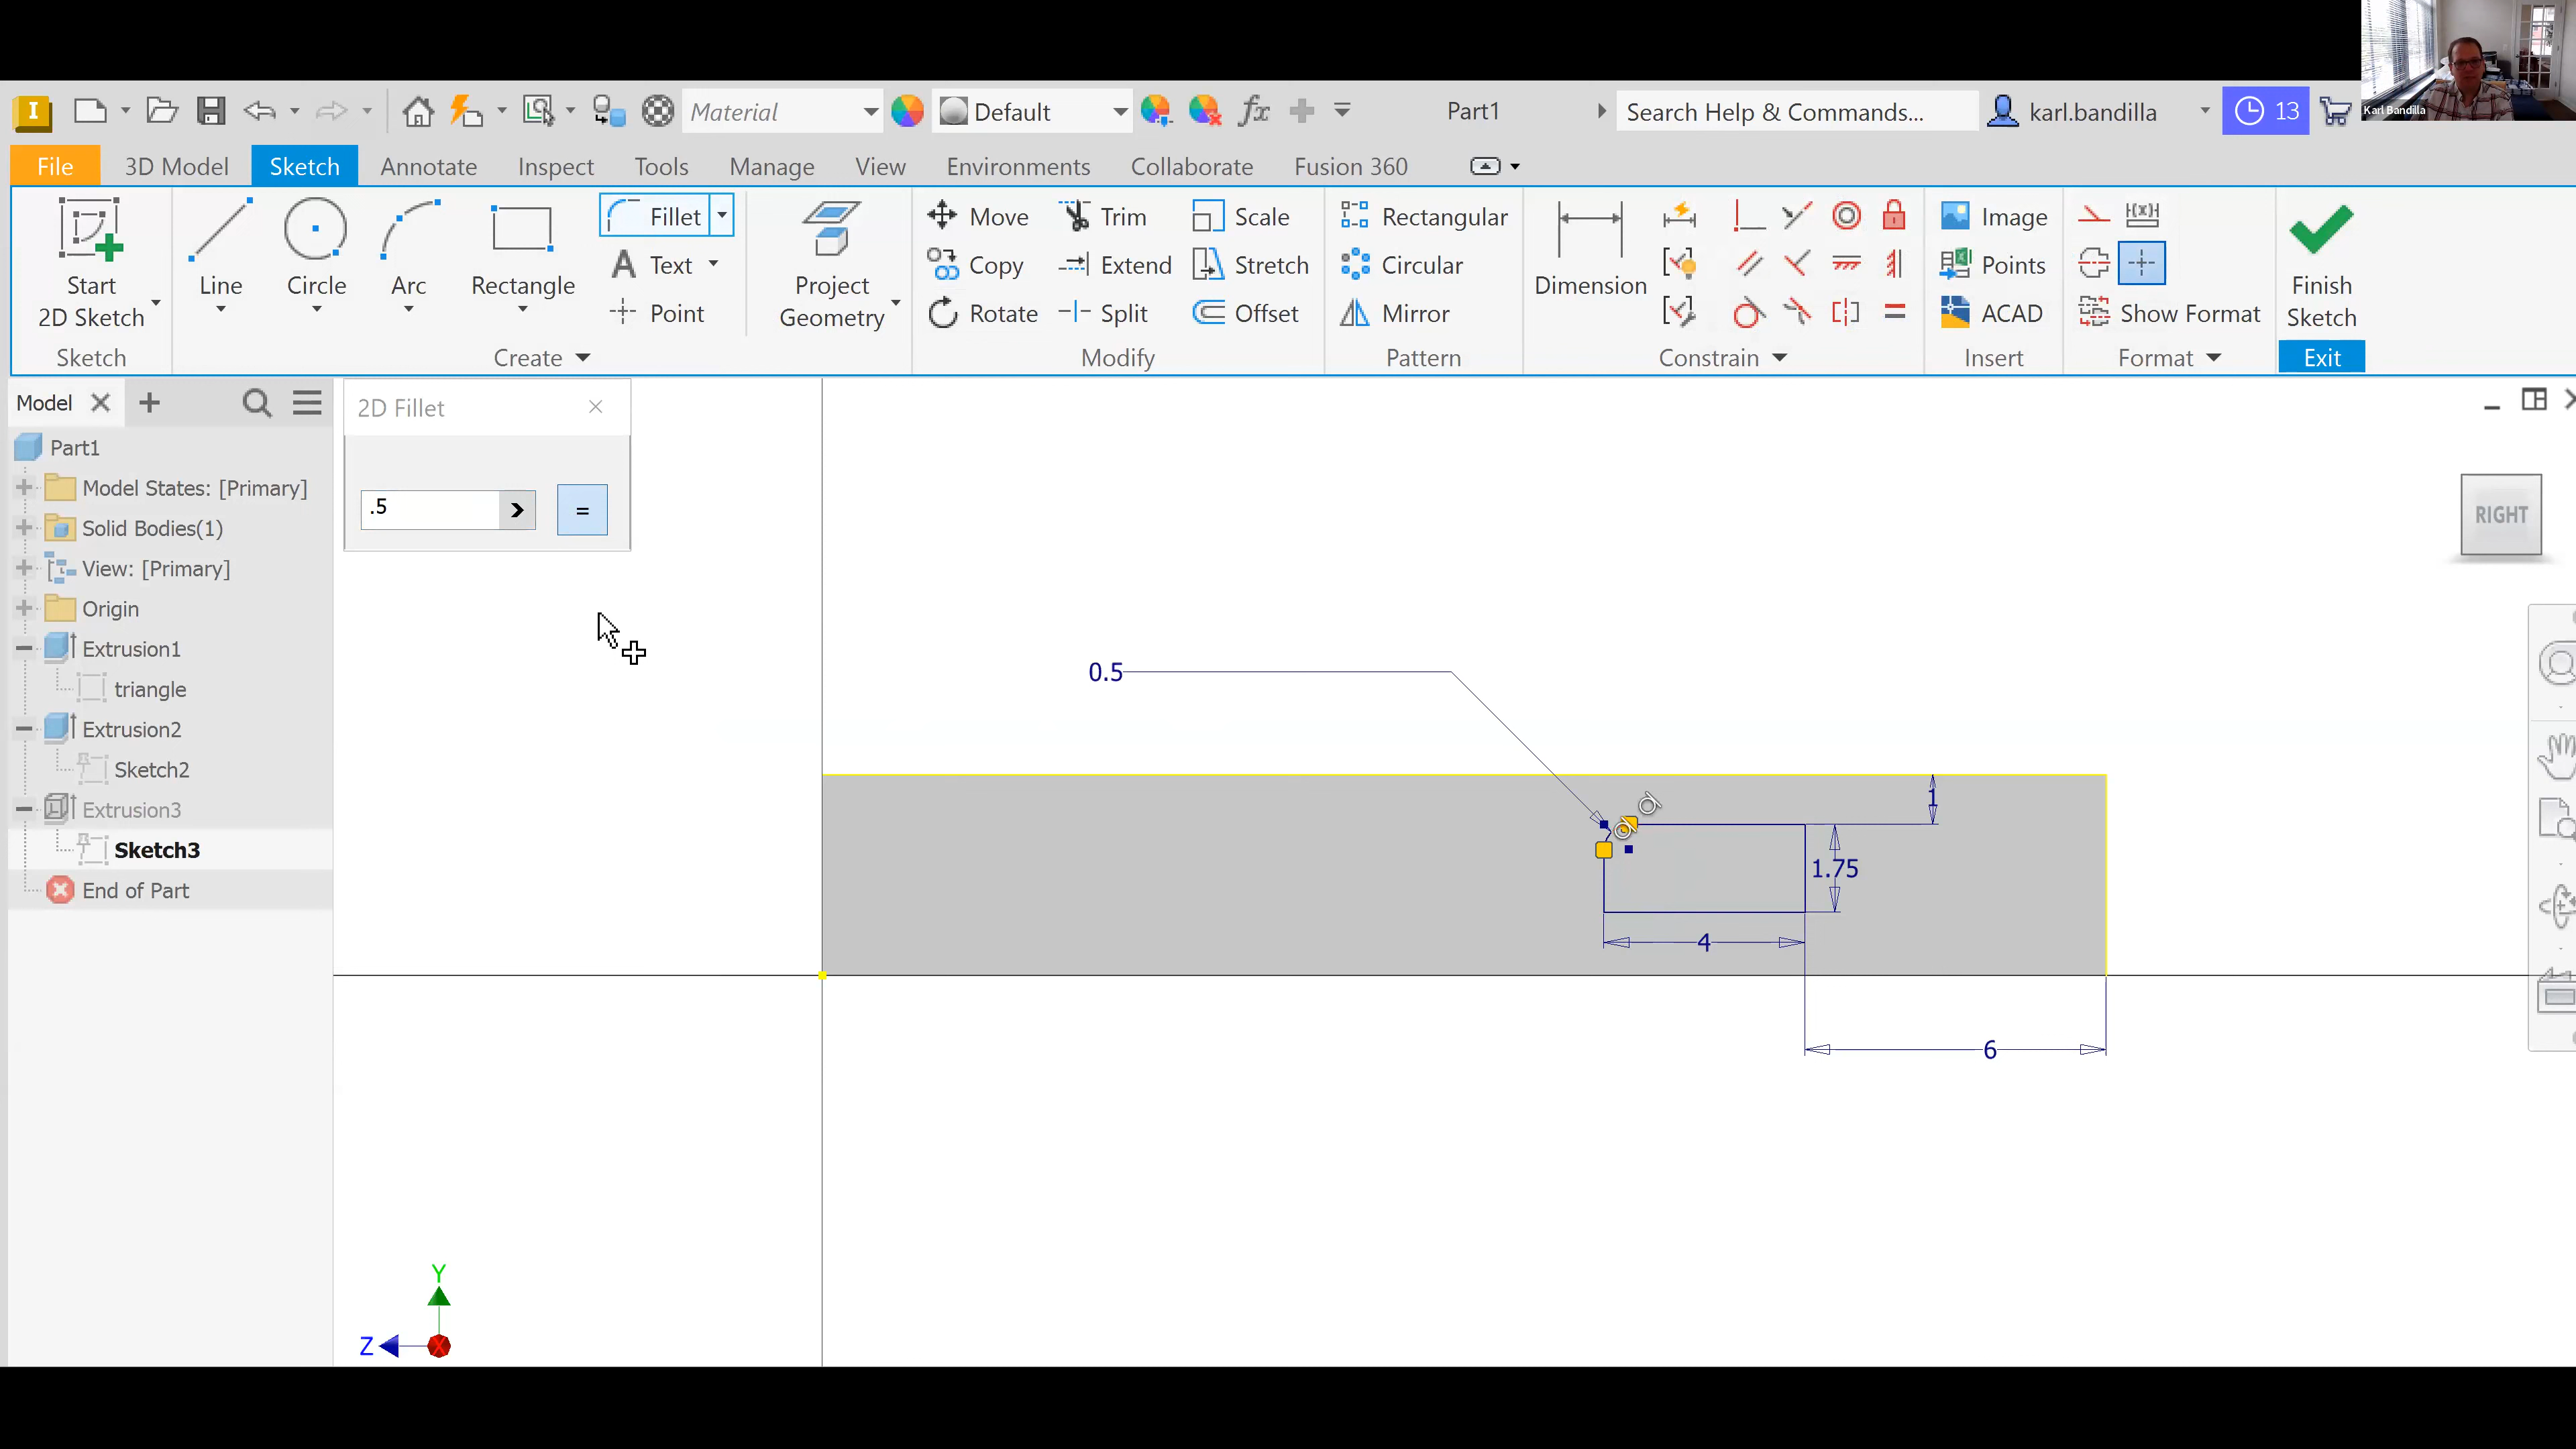 Karl Bandilla
I
Material
Default
fx
Part1
Search Help & Commands...
karl.bandilla
13
File
3D Model
Sketch
Annotate
Inspect
Tools
Manage
View
Environments
Collaborate
Fusion 360
Start
2D Sketch
Line
Circle
Arc
Rectangle
Fillet
Text
Point
Project
Geometry
Move
Copy
Rotate
Trim
Extend
Split
Scale
Stretch
Offset
Rectangular
Circular
Mirror
Dimension
Image
Points
ACAD
Show Format
Finish
Sketch
Sketch
Create
Modify
Pattern
Constrain
Insert
Format
Exit
Model
2D Fillet
.5
=
Part1
Model States: [Primary]
Solid Bodies(1)
View: [Primary]
Origin
Extrusion1
triangle
Extrusion2
Sketch2
Extrusion3
Sketch3
End of Part
RIGHT
0.5
1
1.75
4
6
Y
Z
X